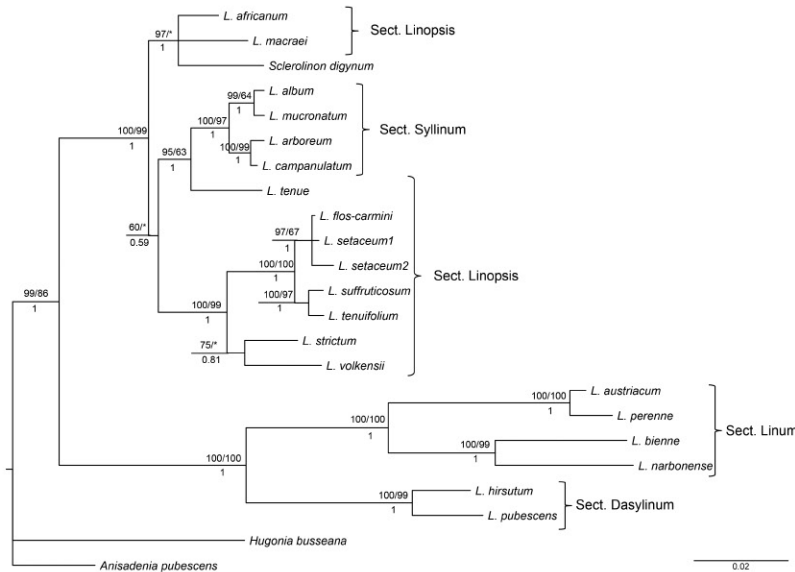 L. africanum
97/*
1
L. macraei
Sect. Linopsis
Sclerolinon digynum
L. album
99/64
1
L. mucronatum
100/97
1
Sect. Syllinum
100/99
1
L. arboreum
100/99
1
L. campanulatum
95/63
1
L. tenue
L. flos-carmini
60/*
0.59
97/67
1
L. setaceum1
L. setaceum2
100/100
1
Sect. Linopsis
L. suffruticosum
99/86
1
100/97
1
100/99
1
L. tenuifolium
L. strictum
75/*
0.81
L. volkensii
L. austriacum
100/100
1
L. perenne
100/100
1
Sect. Linum
L. bienne
100/99
1
L. narbonense
100/100
1
L. hirsutum
100/99
1
Sect. Dasylinum
L. pubescens
Hugonia busseana
Anisadenia pubescens
0.02